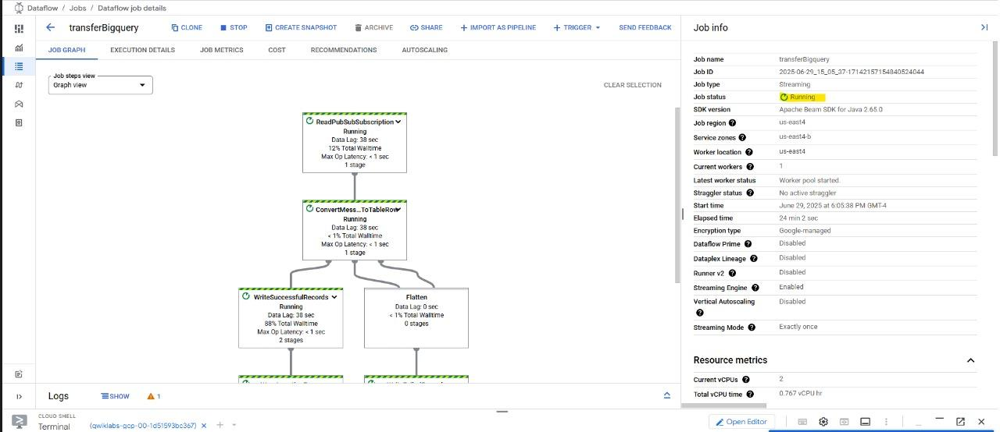 Dataflow / Jobs / Dataflow job details
transferBigquery
CLONE
STOP
CREATE SNAPSHOT
ARCHIVE
SHARE
IMPORT AS PIPELINE
TRIGGER
SEND FEEDBACK
JOB GRAPH
EXECUTION DETAILS
JOB METRICS
COST
RECOMMENDATIONS
AUTOSCALING
Job steps view
Graph view
CLEAR SELECTION
ReadPubSubSubscription
Running
Data Lag: 38 sec
12% Total Walltime
Max Op Latency: < 1 sec
1 stage
ConvertMess...ToTableRow
Running
Data Lag: 38 sec
< 1% Total Walltime
Max Op Latency: < 1 sec
1 stage
WriteSuccessfulRecords
Running
Data Lag: 38 sec
88% Total Walltime
Max Op Latency: < 1 sec
2 stages
Flatten
Data Lag: 0 sec
< 1% Total Walltime
0 stages
Logs
SHOW
1
Job info
Job name transferBigquery
Job ID 2025-06-29_15_05_37-17142157154840524044
Job type Streaming
Job status Running
SDK version Apache Beam SDK for Java 2.65.0
Job region us-east4
Service zones us-east4-b
Worker location us-east4
Current workers 1
Latest worker status Worker pool started.
Straggler status No active straggler
Start time June 29, 2025 at 6:05:38 PM GMT-4
Elapsed time 24 min 2 sec
Encryption type Google-managed
Dataflow Prime Disabled
Dataplex Lineage Disabled
Runner v2 Disabled
Streaming Engine Enabled
Vertical Autoscaling Disabled
Streaming Mode Exactly once
Resource metrics
Current vCPUs 2
Total vCPU time 0.767 vCPU hr
CLOUD SHELL
Terminal
(qwiklabs-gcp-00-1d51593bc367)
Open Editor